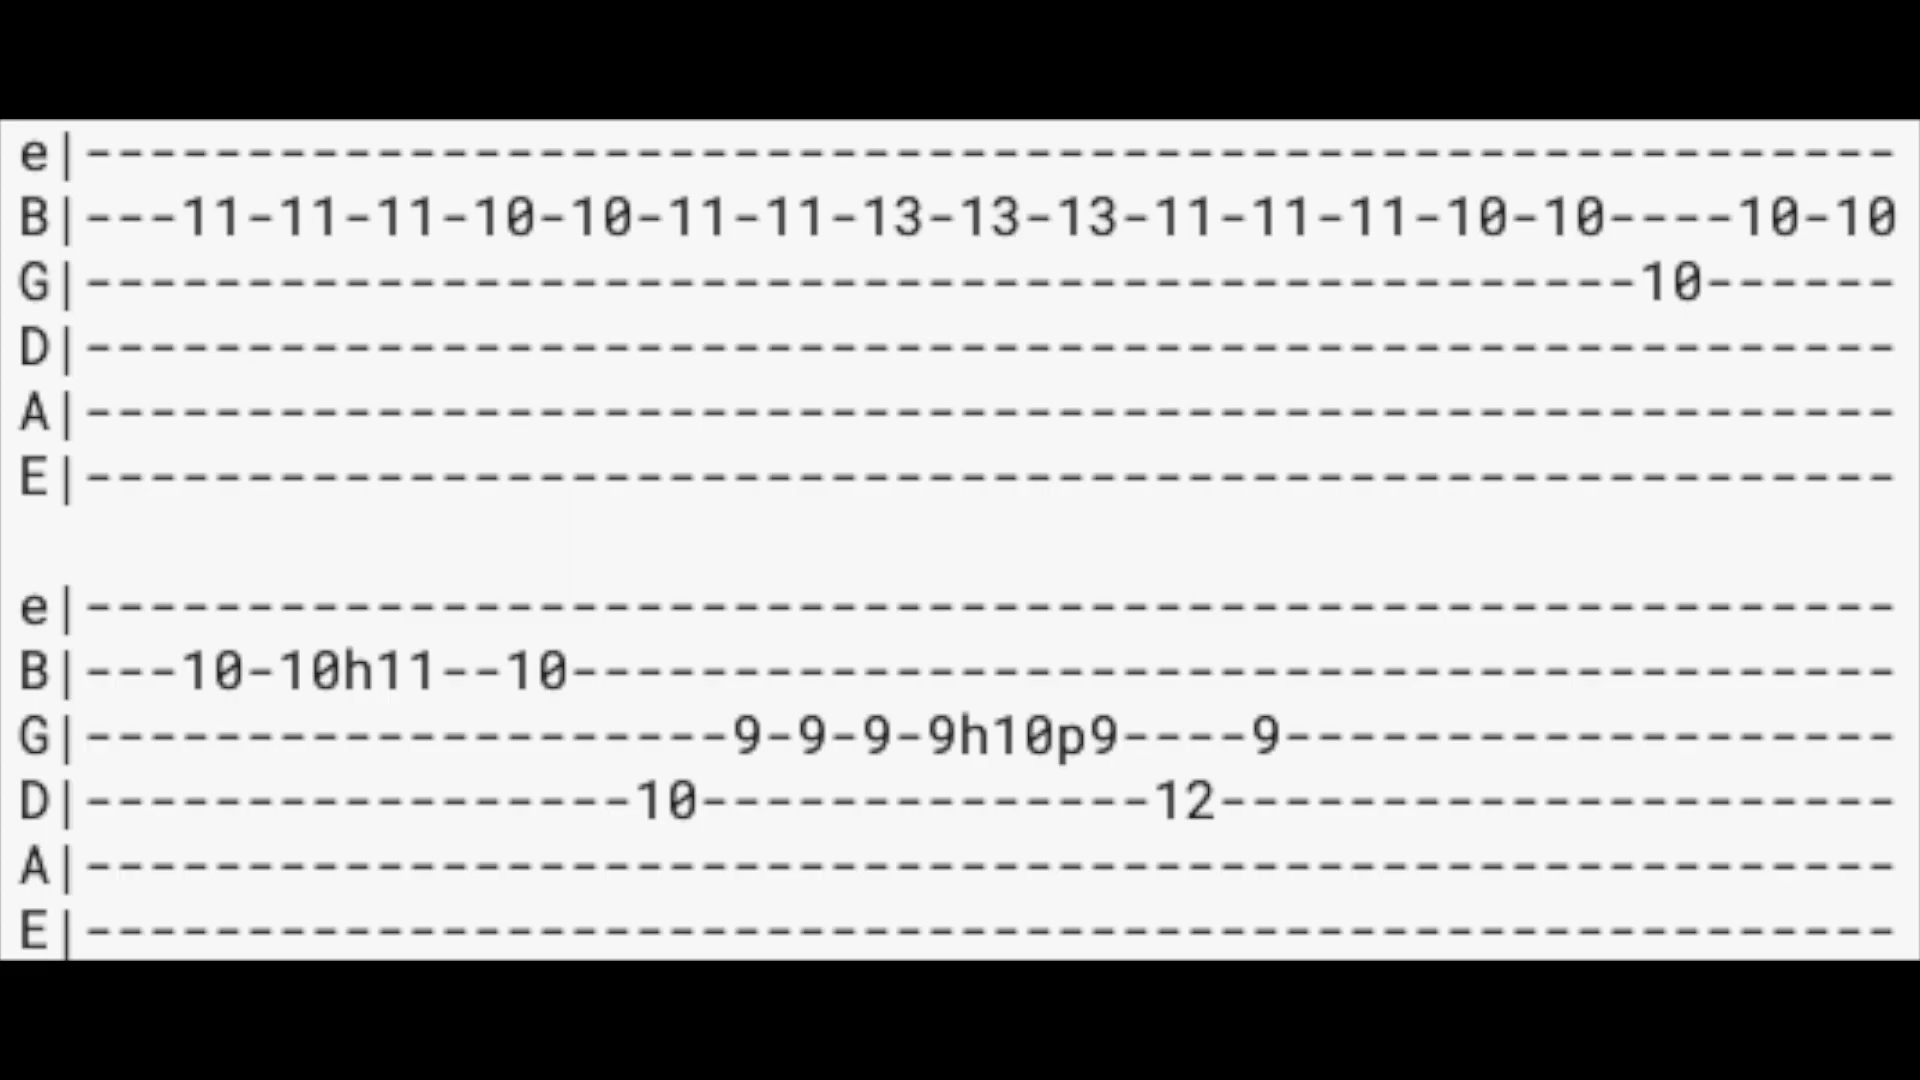 e|--------------------------------------------------------
B|---11-11-11-10-10-11-11-13-13-13-11-11-11-10-10----10-10
G|------------------------------------------------10------
D|--------------------------------------------------------
A|--------------------------------------------------------
E|--------------------------------------------------------
e|--------------------------------------------------------
B|---10-10h11--10-----------------------------------------
G|--------------------9-9-9-9h10p9----9-------------------
D|-----------------10--------------12---------------------
A|--------------------------------------------------------
E|--------------------------------------------------------